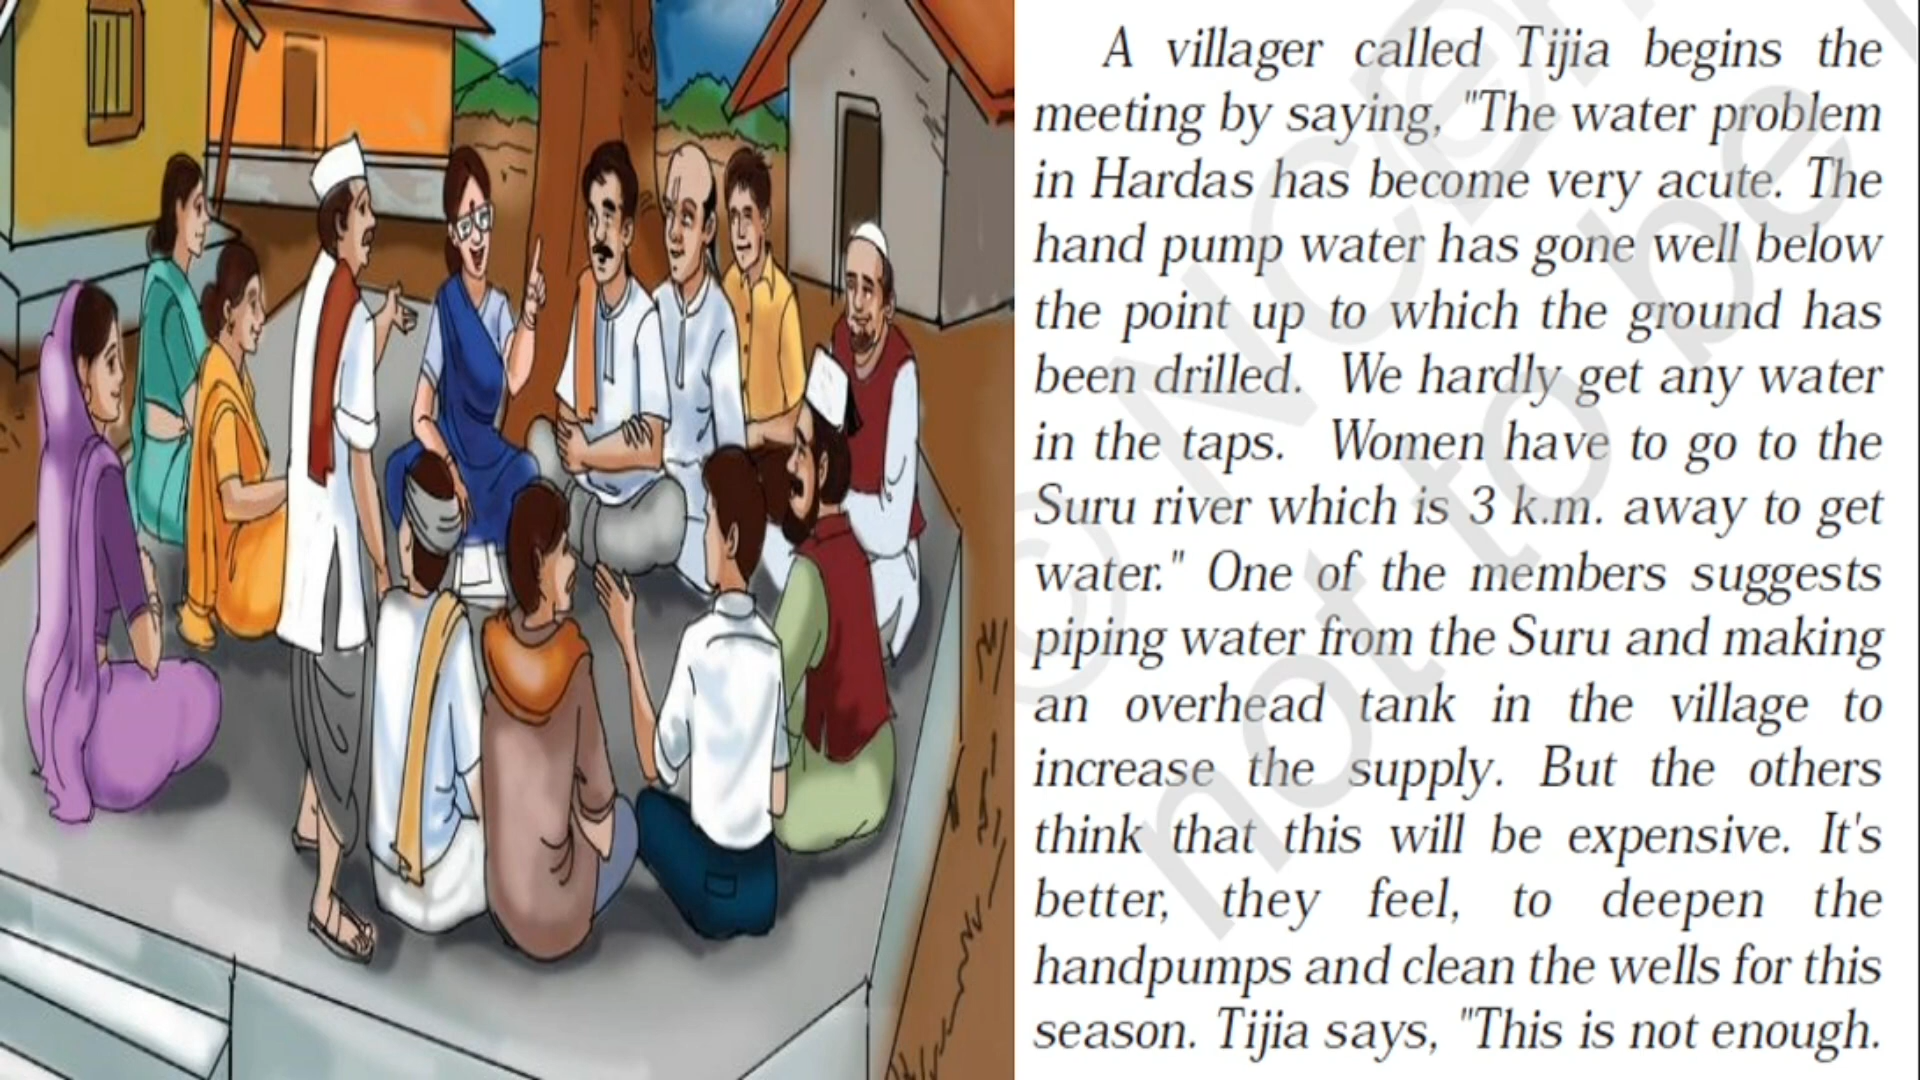 A villager called Tijia begins the
meeting by saying, "The water problem
in Hardas has become very acute. The
hand pump water has gone well below
the point up to which the ground has
been drilled. We hardly get any water
in the taps. Women have to go to the
Suru river which is 3 k.m. away to get
water." One of the members suggests
piping water from the Suru and making
an overhead tank in the village to
increase the supply. But the others
think that this will be expensive. It's
better, they feel, to deepen the
handpumps and clean the wells for this
season. Tijia says, "This is not enough.
© NCE
not to be